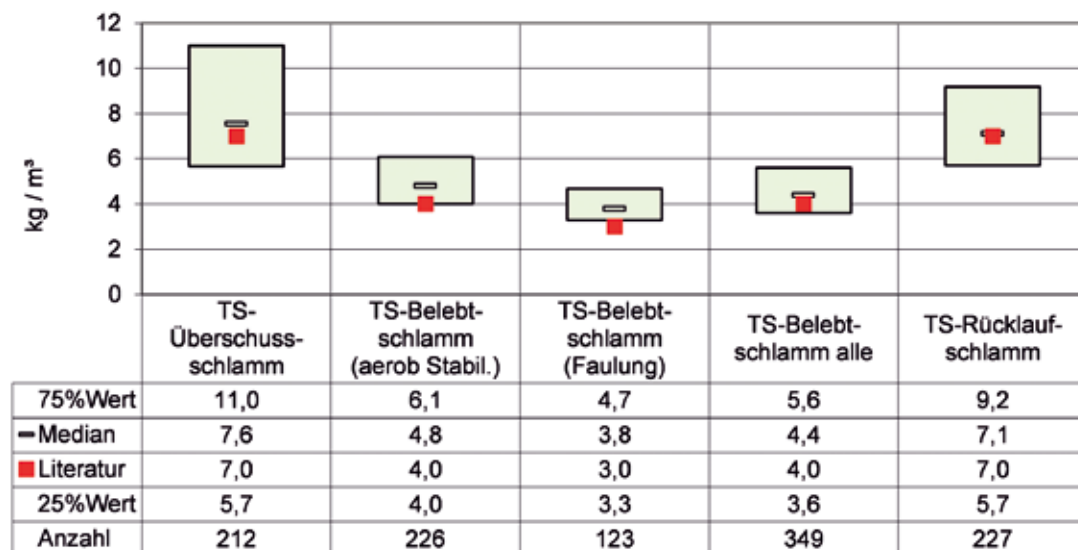 12
10
8
6
4
2
0
kg / m³
TS-
Überschuss-
schlamm
TS-Belebt-
schlamm
(aerob Stabil.)
TS-Belebt-
schlamm
(Faulung)
TS-Belebt-
schlamm alle
TS-Rücklauf-
schlamm
75%Wert 11,0 6,1 4,7 5,6 9,2
Median 7,6 4,8 3,8 4,4 7,1
Literatur 7,0 4,0 3,0 4,0 7,0
25%Wert 5,7 4,0 3,3 3,6 5,7
Anzahl 212 226 123 349 227